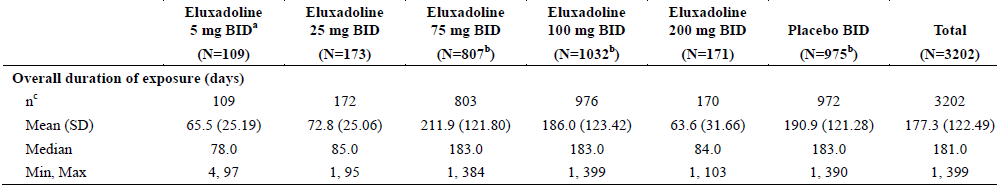 Eluxadoline Eluxadoline Eluxadoline Eluxadoline Eluxadoline
5 mg BIDᵃ 25 mg BID 75 mg BID 100 mg BID 200 mg BID Placebo BID Total
(N=109) (N=173) (N=807ᵇ) (N=1032ᵇ) (N=171) (N=975ᵇ) (N=3202)
Overall duration of exposure (days)
nᶜ 109 172 803 976 170 972 3202
Mean (SD) 65.5 (25.19) 72.8 (25.06) 211.9 (121.80) 186.0 (123.42) 63.6 (31.66) 190.9 (121.28) 177.3 (122.49)
Median 78.0 85.0 183.0 183.0 84.0 183.0 181.0
Min, Max 4, 97 1, 95 1, 384 1, 399 1, 103 1, 390 1, 399